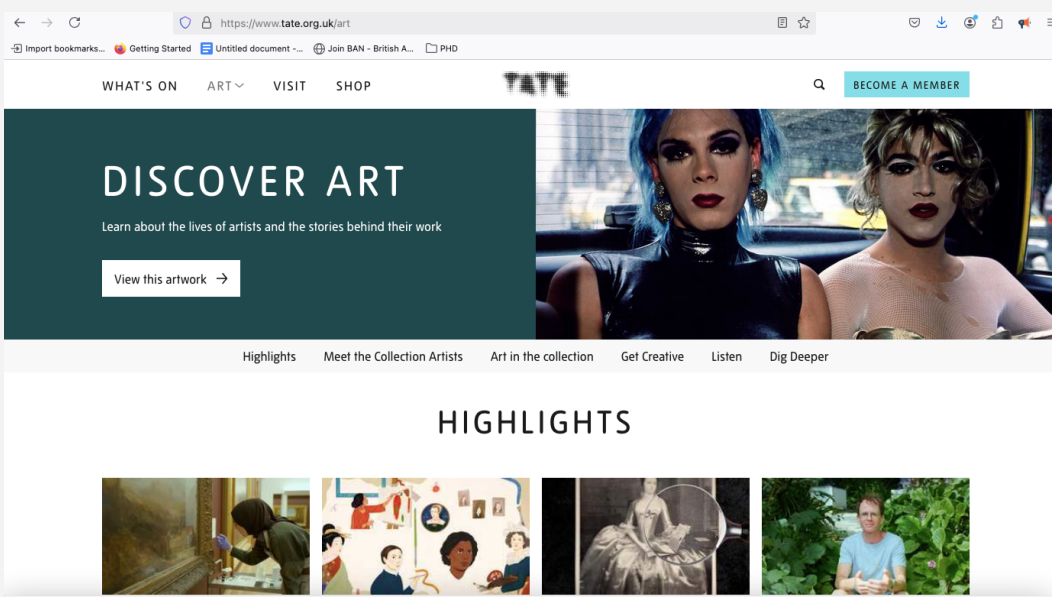 https://www.tate.org.uk/art
Import bookmarks... Getting Started Untitled document -... Join BAN - British A... PHD
WHAT'S ON ART VISIT SHOP TATE BECOME A MEMBER
DISCOVER ART
Learn about the lives of artists and the stories behind their work
View this artwork →
Highlights Meet the Collection Artists Art in the collection Get Creative Listen Dig Deeper
HIGHLIGHTS